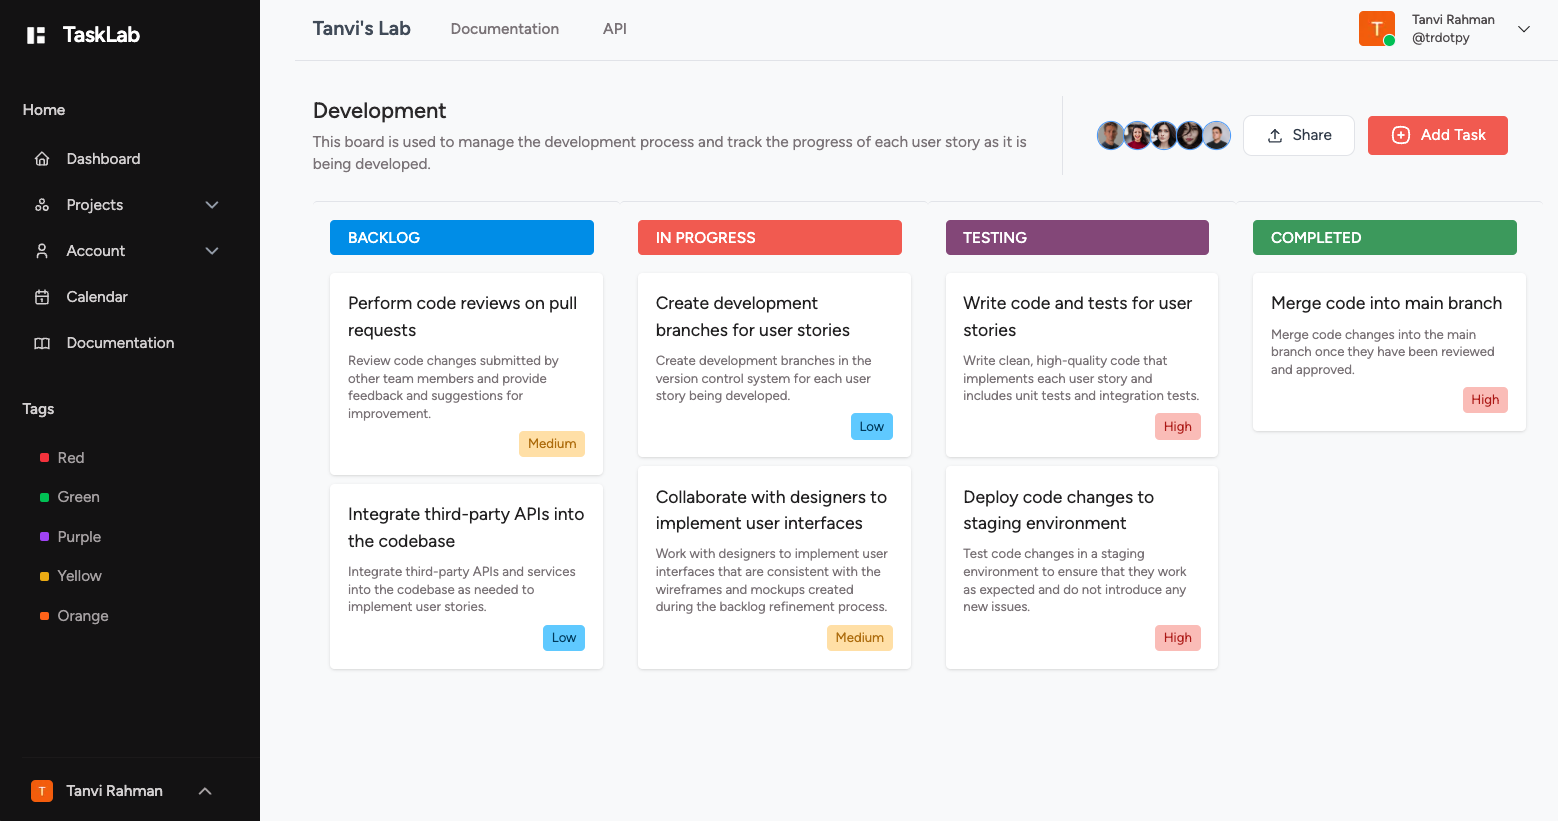 TaskLab
Home
Dashboard
Projects
Account
Calendar
Documentation
Tags
Red
Green
Purple
Yellow
Orange
T
Tanvi Rahman
Tanvi's Lab
Documentation
API
T
Tanvi Rahman
@trdotpy
Development
This board is used to manage the development process and track the progress of each user story as it is
being developed.
Share
Add Task
BACKLOG
Perform code reviews on pull
requests
Review code changes submitted by
other team members and provide
feedback and suggestions for
improvement.
Medium
Integrate third-party APIs into
the codebase
Integrate third-party APIs and services
into the codebase as needed to
implement user stories.
Low
IN PROGRESS
Create development
branches for user stories
Create development branches in the
version control system for each user
story being developed.
Low
Collaborate with designers to
implement user interfaces
Work with designers to implement user
interfaces that are consistent with the
wireframes and mockups created
during the backlog refinement process.
Medium
TESTING
Write code and tests for user
stories
Write clean, high-quality code that
implements each user story and
includes unit tests and integration tests.
High
Deploy code changes to
staging environment
Test code changes in a staging
environment to ensure that they work
as expected and do not introduce any
new issues.
High
COMPLETED
Merge code into main branch
Merge code changes into the main
branch once they have been reviewed
and approved.
High